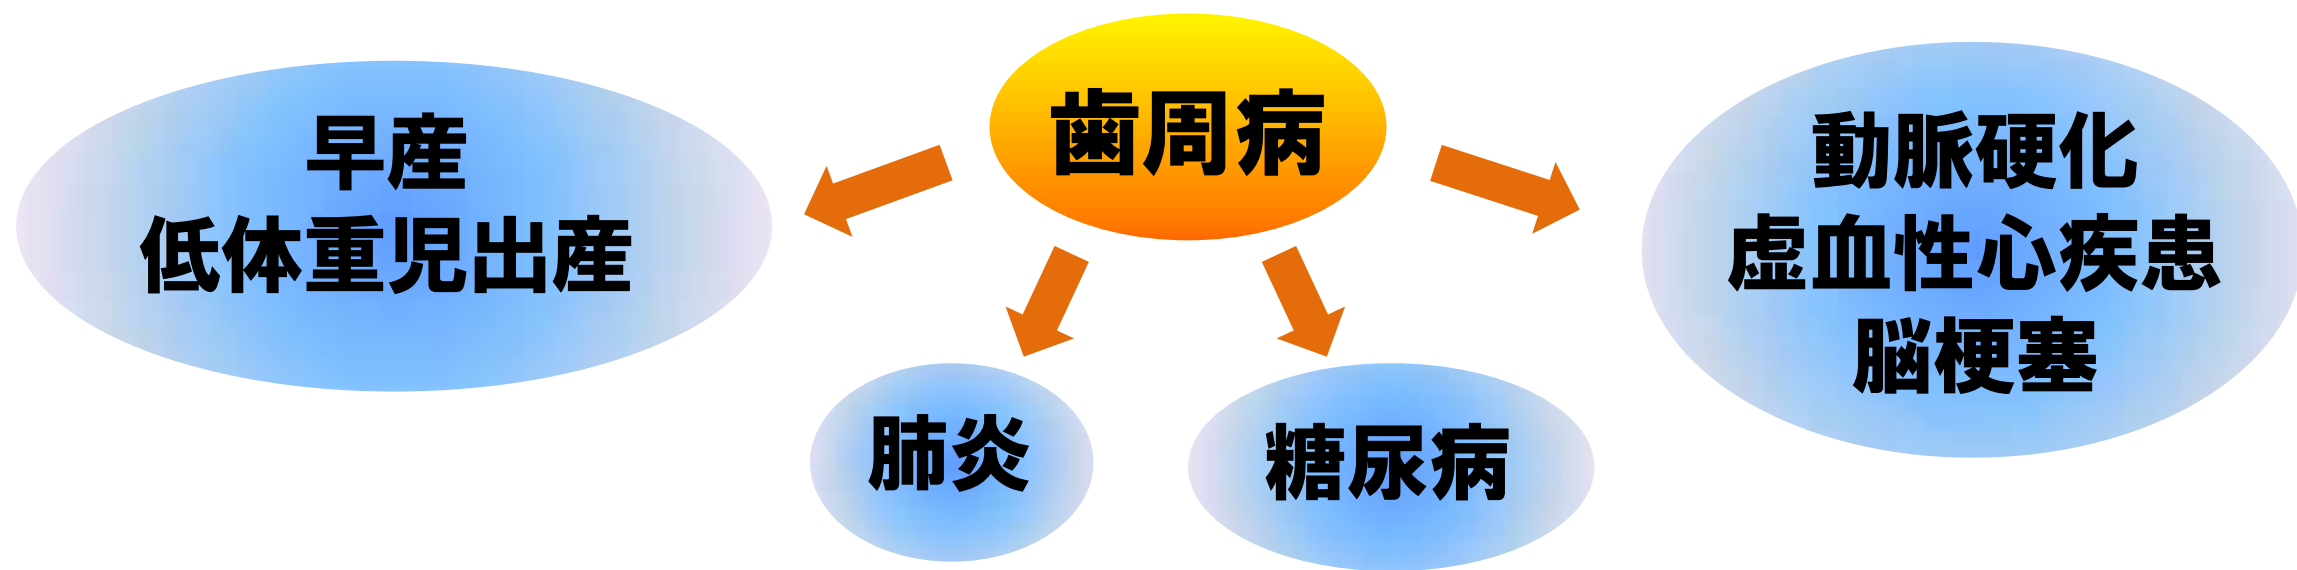 歯周病
早産
低体重児出産
肺炎
糖尿病
動脈硬化
虚血性心疾患
脳梗塞